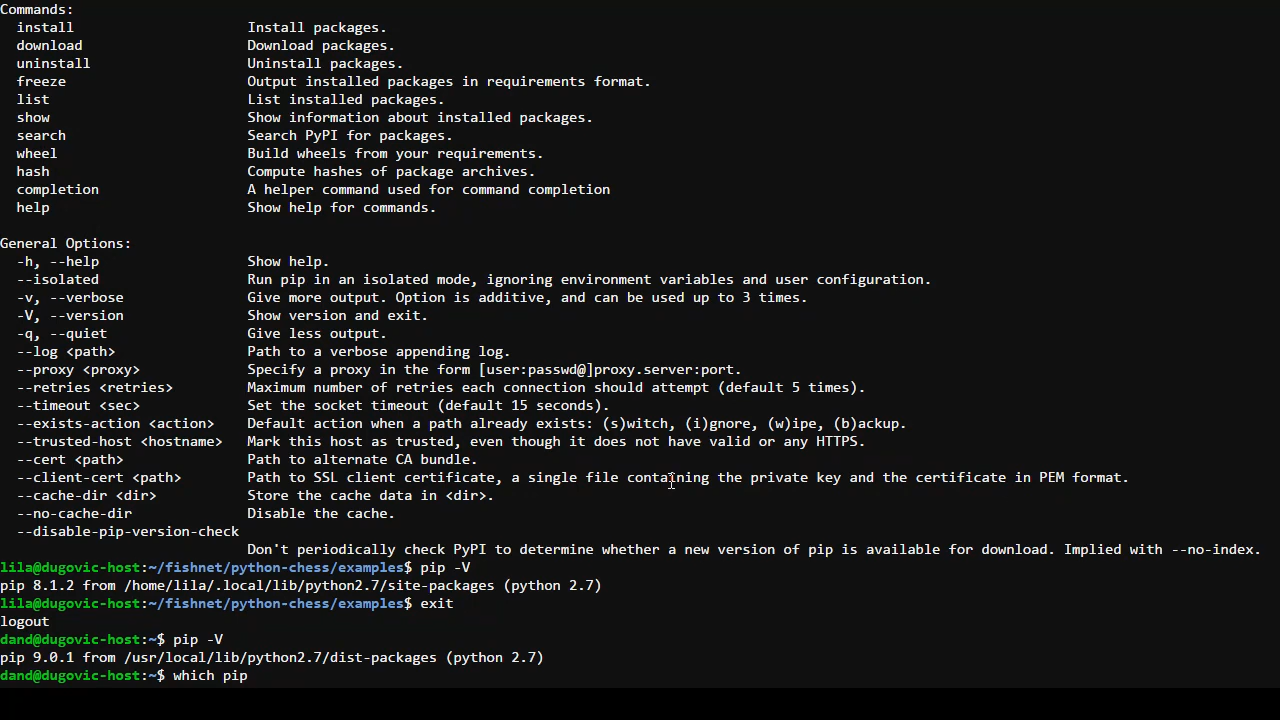 Commands:
  install                     Install packages.
  download                    Download packages.
  uninstall                   Uninstall packages.
  freeze                      Output installed packages in requirements format.
  list                        List installed packages.
  show                        Show information about installed packages.
  search                      Search PyPI for packages.
  wheel                       Build wheels from your requirements.
  hash                        Compute hashes of package archives.
  completion                  A helper command used for command completion
  help                        Show help for commands.

General Options:
  -h, --help                  Show help.
  --isolated                  Run pip in an isolated mode, ignoring environment variables and user configuration.
  -v, --verbose               Give more output. Option is additive, and can be used up to 3 times.
  -V, --version               Show version and exit.
  -q, --quiet                 Give less output.
  --log <path>                Path to a verbose appending log.
  --proxy <proxy>             Specify a proxy in the form [user:passwd@]proxy.server:port.
  --retries <retries>         Maximum number of retries each connection should attempt (default 5 times).
  --timeout <sec>             Set the socket timeout (default 15 seconds).
  --exists-action <action>    Default action when a path already exists: (s)witch, (i)gnore, (w)ipe, (b)ackup.
  --trusted-host <hostname>   Mark this host as trusted, even though it does not have valid or any HTTPS.
  --cert <path>               Path to alternate CA bundle.
  --client-cert <path>        Path to SSL client certificate, a single file containing the private key and the certificate in PEM format.
  --cache-dir <dir>           Store the cache data in <dir>.
  --no-cache-dir              Disable the cache.
  --disable-pip-version-check
                              Don't periodically check PyPI to determine whether a new version of pip is available for download. Implied with --no-index.
lila@dugovic-host:~/fishnet/python-chess/examples$ pip -V
pip 8.1.2 from /home/lila/.local/lib/python2.7/site-packages (python 2.7)
lila@dugovic-host:~/fishnet/python-chess/examples$ exit
logout
dand@dugovic-host:~$ pip -V
pip 9.0.1 from /usr/local/lib/python2.7/dist-packages (python 2.7)
dand@dugovic-host:~$ which pip